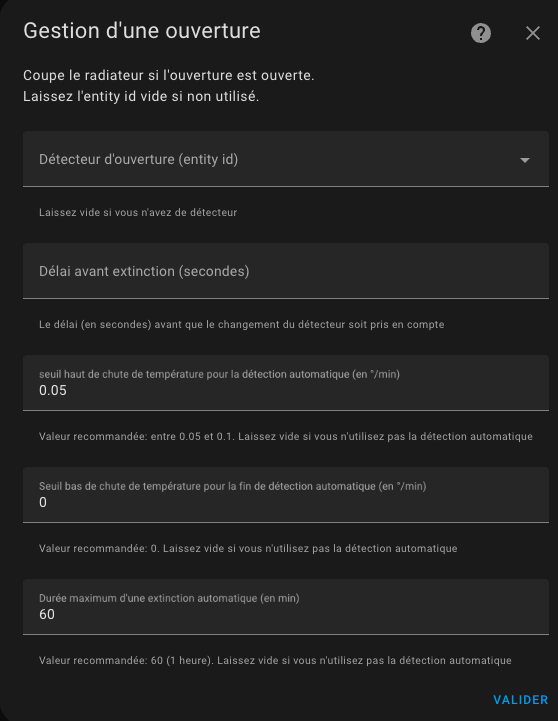 Gestion d'une ouverture
Coupe le radiateur si l'ouverture est ouverte.
Laissez l'entity id vide si non utilisé.
Détecteur d'ouverture (entity id)
Laissez vide si vous n'avez de détecteur
Délai avant extinction (secondes)
Le délai (en secondes) avant que le changement du détecteur soit pris en compte
seuil haut de chute de température pour la détection automatique (en °/min)
0.05
Valeur recommandée: entre 0.05 et 0.1. Laissez vide si vous n'utilisez pas la détection automatique
Seuil bas de chute de température pour la fin de détection automatique (en °/min)
0
Valeur recommandée: 0. Laissez vide si vous n'utilisez pas la détection automatique
Durée maximum d'une extinction automatique (en min)
60
Valeur recommandée: 60 (1 heure). Laissez vide si vous n'utilisez pas la détection automatique
VALIDER